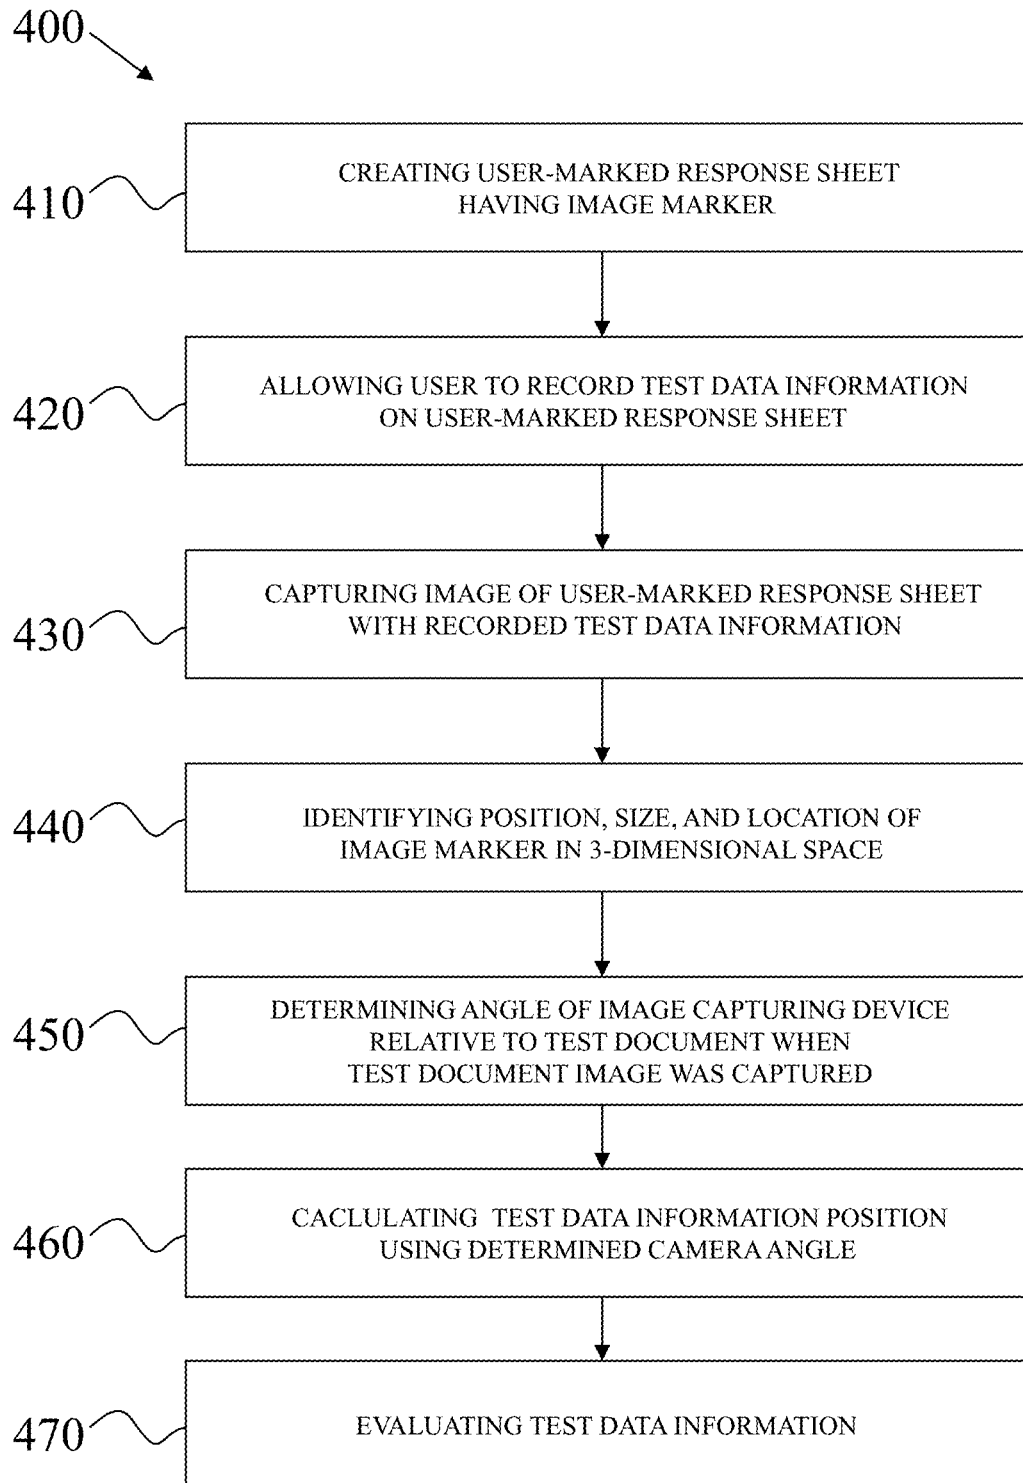 400
410
CREATING USER-MARKED RESPONSE SHEET
HAVING IMAGE MARKER
420
ALLOWING USER TO RECORD TEST DATA INFORMATION
ON USER-MARKED RESPONSE SHEET
430
CAPTURING IMAGE OF USER-MARKED RESPONSE SHEET
WITH RECORDED TEST DATA INFORMATION
440
IDENTIFYING POSITION, SIZE, AND LOCATION OF
IMAGE MARKER IN 3-DIMENSIONAL SPACE
450
DETERMINING ANGLE OF IMAGE CAPTURING DEVICE
RELATIVE TO TEST DOCUMENT WHEN
TEST DOCUMENT IMAGE WAS CAPTURED
460
CACLULATING TEST DATA INFORMATION POSITION
USING DETERMINED CAMERA ANGLE
470
EVALUATING TEST DATA INFORMATION